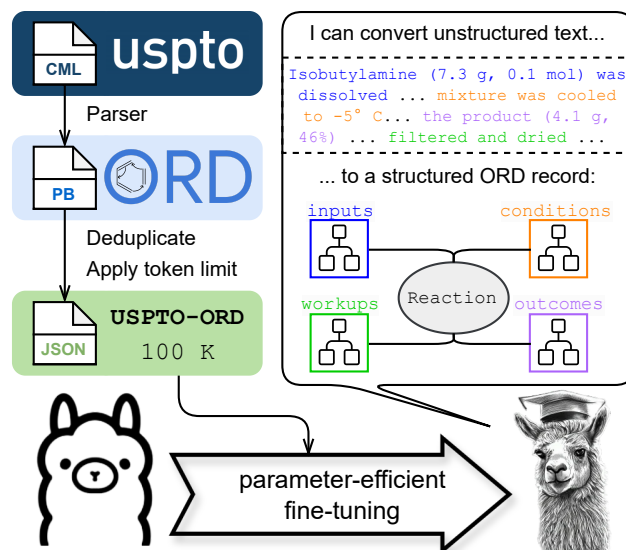 CML
uspto
Parser
PB
ORD
Deduplicate
Apply token limit
JSON
USPTO-ORD
100 K
I can convert unstructured text...
Isobutylamine (7.3 g, 0.1 mol) was
dissolved ... mixture was cooled
to -5° C... the product (4.1 g,
46%) ... filtered and dried ...
... to a structured ORD record:
inputs
conditions
Reaction
workups
outcomes
parameter-efficient
fine-tuning